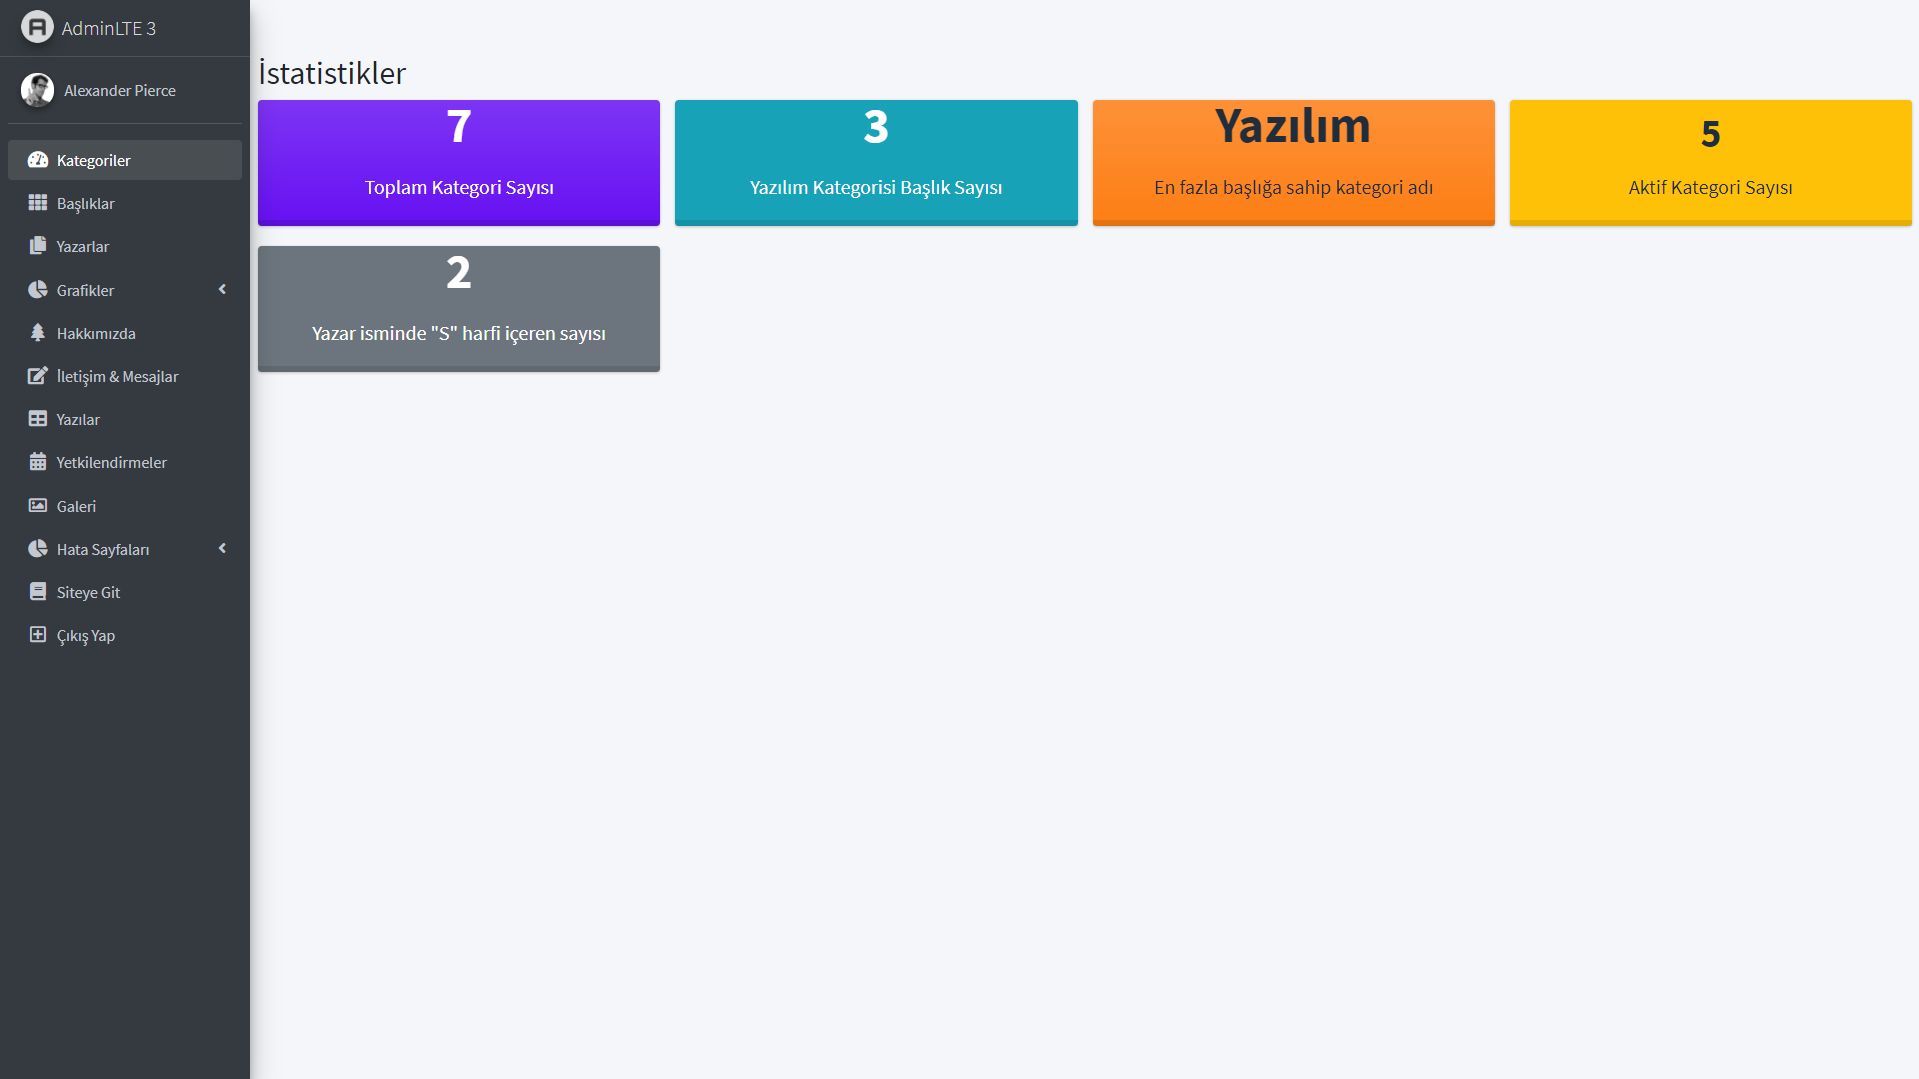 AdminLTE 3
Alexander Pierce
Kategoriler
Başlıklar
Yazarlar
Grafikler
Hakkımızda
İletişim & Mesajlar
Yazılar
Yetkilendirmeler
Galeri
Hata Sayfaları
Siteye Git
Çıkış Yap
İstatistikler
7
Toplam Kategori Sayısı
3
Yazılım Kategorisi Başlık Sayısı
Yazılım
En fazla başlığa sahip kategori adı
5
Aktif Kategori Sayısı
2
Yazar isminde "S" harfi içeren sayısı